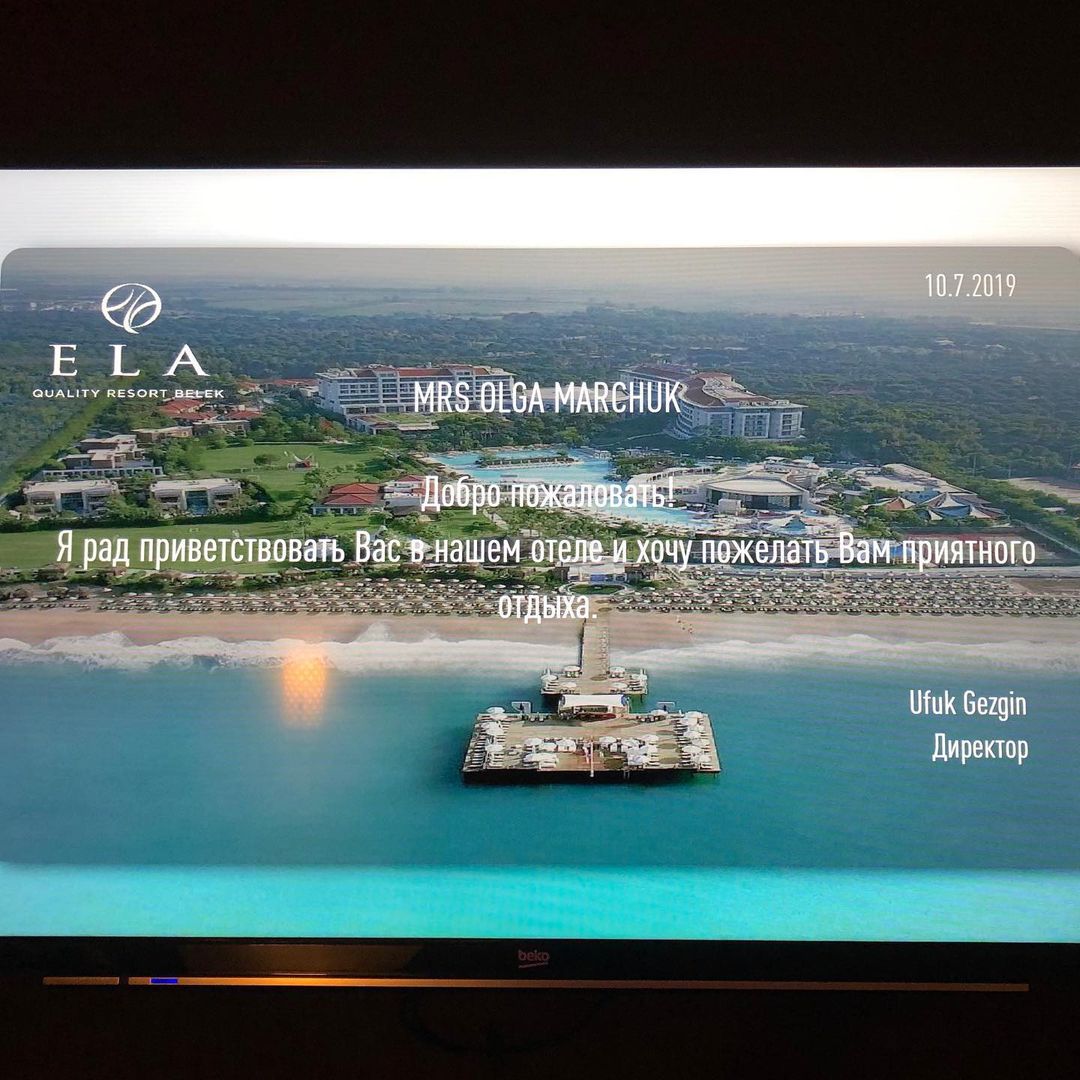 10.7.2019
ELA
QUALITY RESORT BELEK
MRS OLGA MARCHUK
Добро пожаловать!
Я рад приветствовать Вас в нашем отеле и хочу пожелать Вам приятного
отдыха.
Ufuk Gezgin
Директор
beko